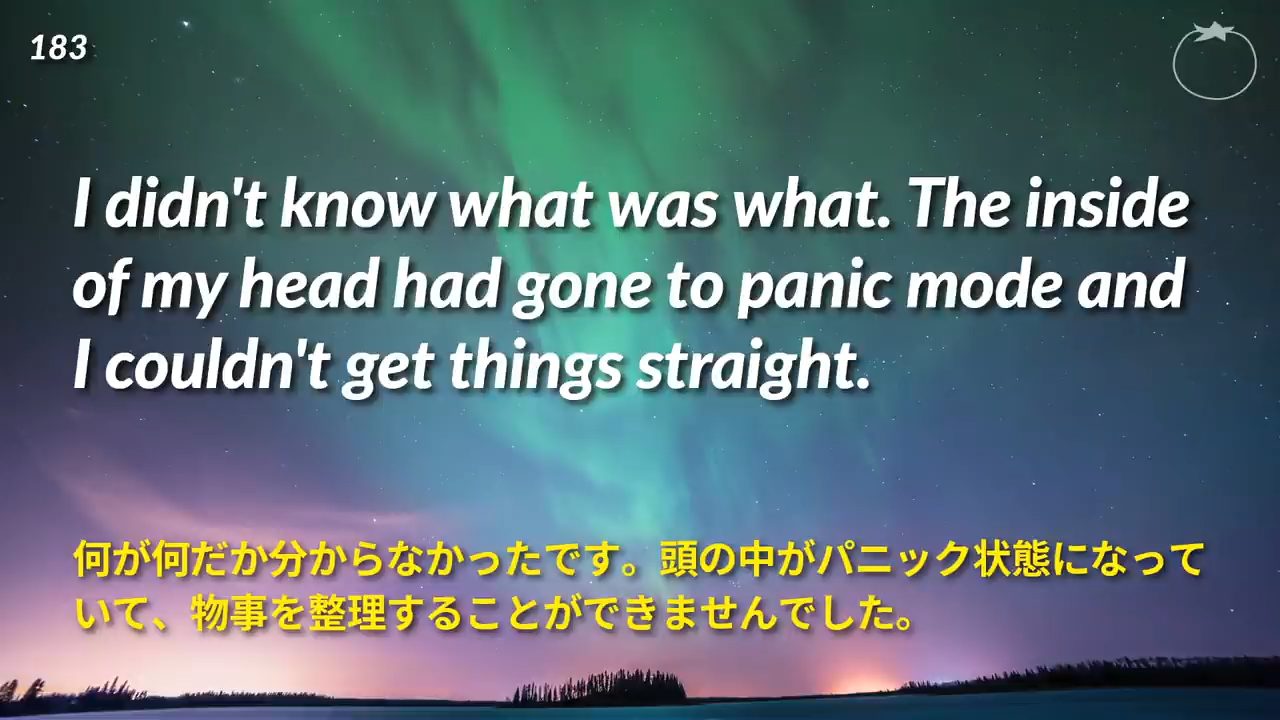 183
I didn't know what was what. The inside
of my head had gone to panic mode and
I couldn't get things straight.
何が何だか分からなかったです。頭の中がパニック状態になって
いて、物事を整理することができませんでした。